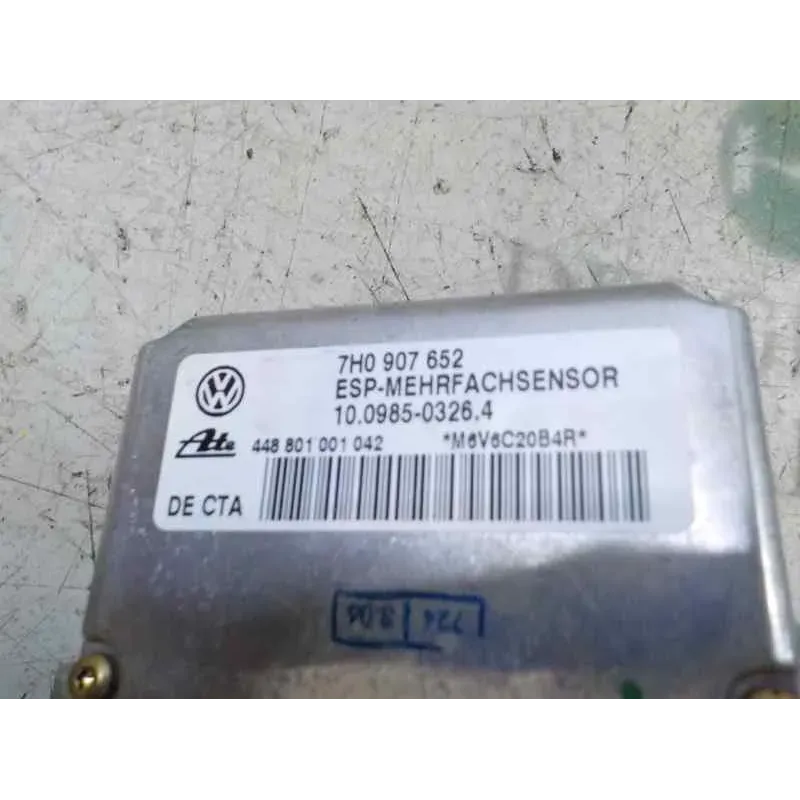 7H0 907 652
ESP-MEHRFACHSENSOR
10.0985-0326.4
Ate 448 801 001 042 *M6V6C20B4R*
DE CTA